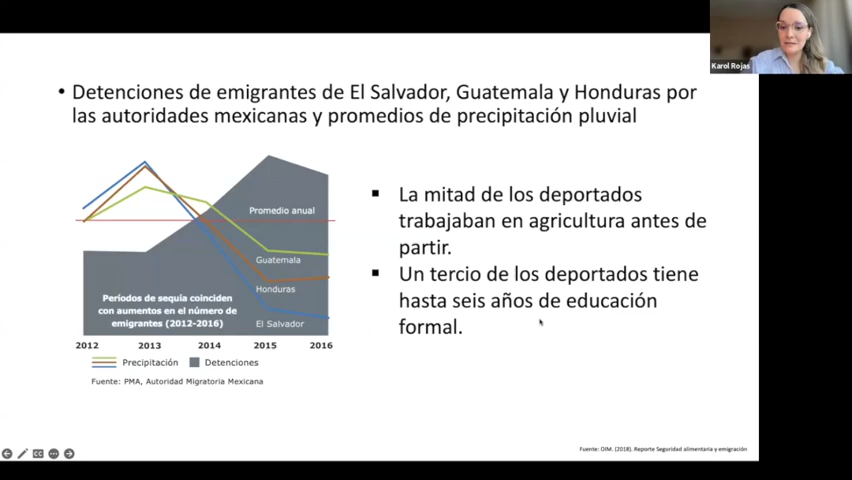 Karol Rojas
• Detenciones de emigrantes de El Salvador, Guatemala y Honduras por
las autoridades mexicanas y promedios de precipitación pluvial
Promedio anual
Guatemala
Honduras
El Salvador
Períodos de sequía coinciden
con aumentos en el número de
emigrantes (2012-2016)
2012 2013 2014 2015 2016
Precipitación Detenciones
Fuente: PMA, Autoridad Migratoria Mexicana
▪ La mitad de los deportados
trabajaban en agricultura antes de
partir.
▪ Un tercio de los deportados tiene
hasta seis años de educación
formal.
Fuente: OIM. (2018). Reporte Seguridad alimentaria y emigración
CC